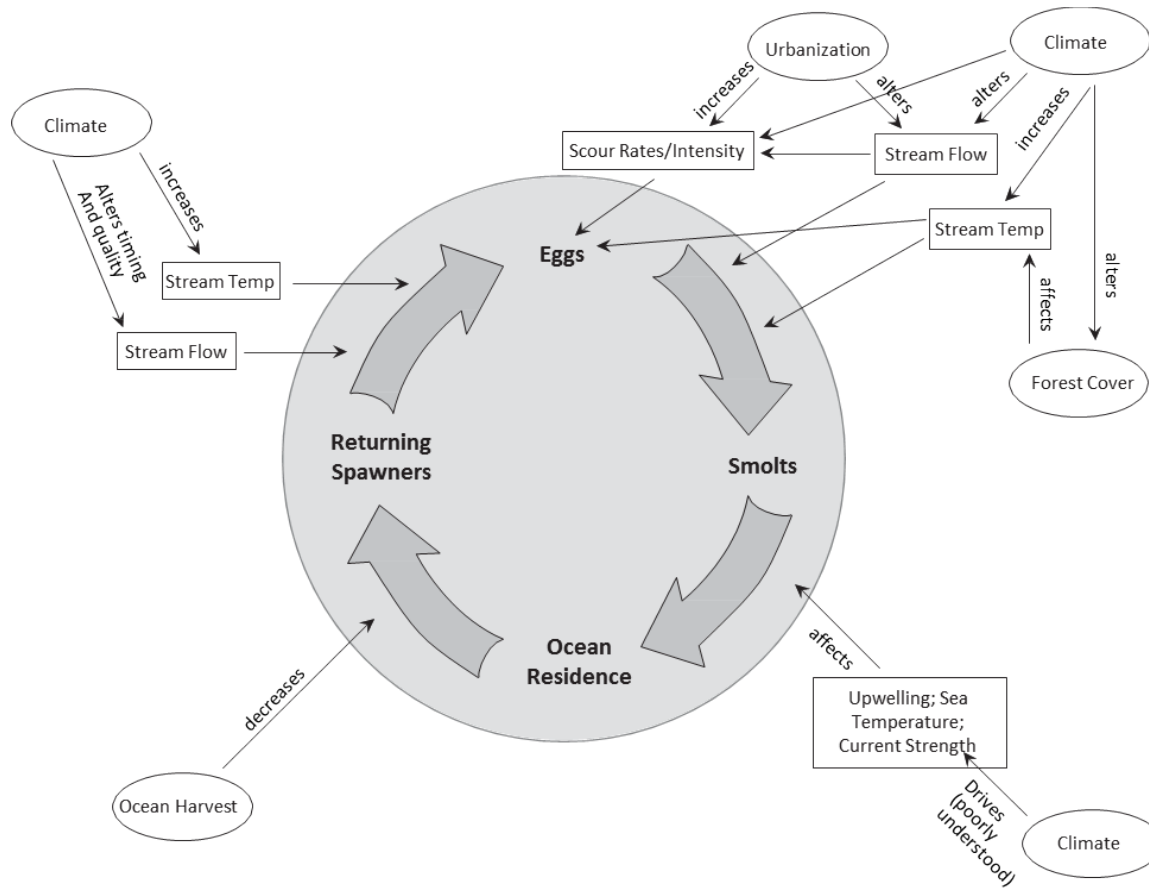 Urbanization
Climate
increases
alters
alters
increases
Climate
Scour Rates/Intensity
Stream Flow
increases
Alters timing
And quality
Stream Temp
Eggs
alters
Stream Temp
affects
Stream Flow
Forest Cover
Returning
Spawners
Smolts
Ocean
Residence
affects
decreases
Upwelling; Sea
Temperature;
Current Strength
Ocean Harvest
Drives
(poorly
understood)
Climate